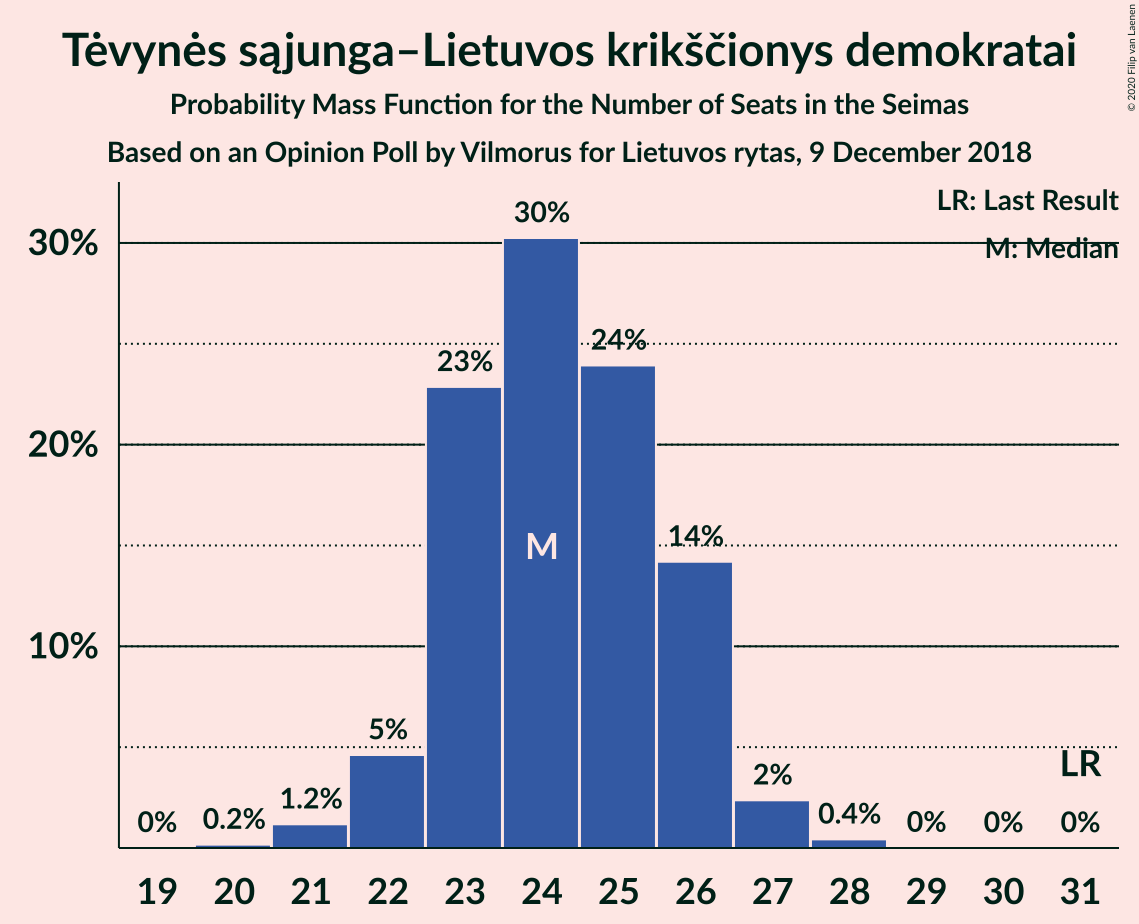 Tėvynės sąjunga–Lietuvos krikščionys demokratai
Probability Mass Function for the Number of Seats in the Seimas
Based on an Opinion Poll by Vilmorus for Lietuvos rytas, 9 December 2018
© 2020 Filip van Laenen
LR: Last Result
M: Median
30%
20%
10%
0% 0.2% 1.2% 5% 23% 30% 24% 14% 2% 0.4% 0% 0% 0%
M
LR
19 20 21 22 23 24 25 26 27 28 29 30 31